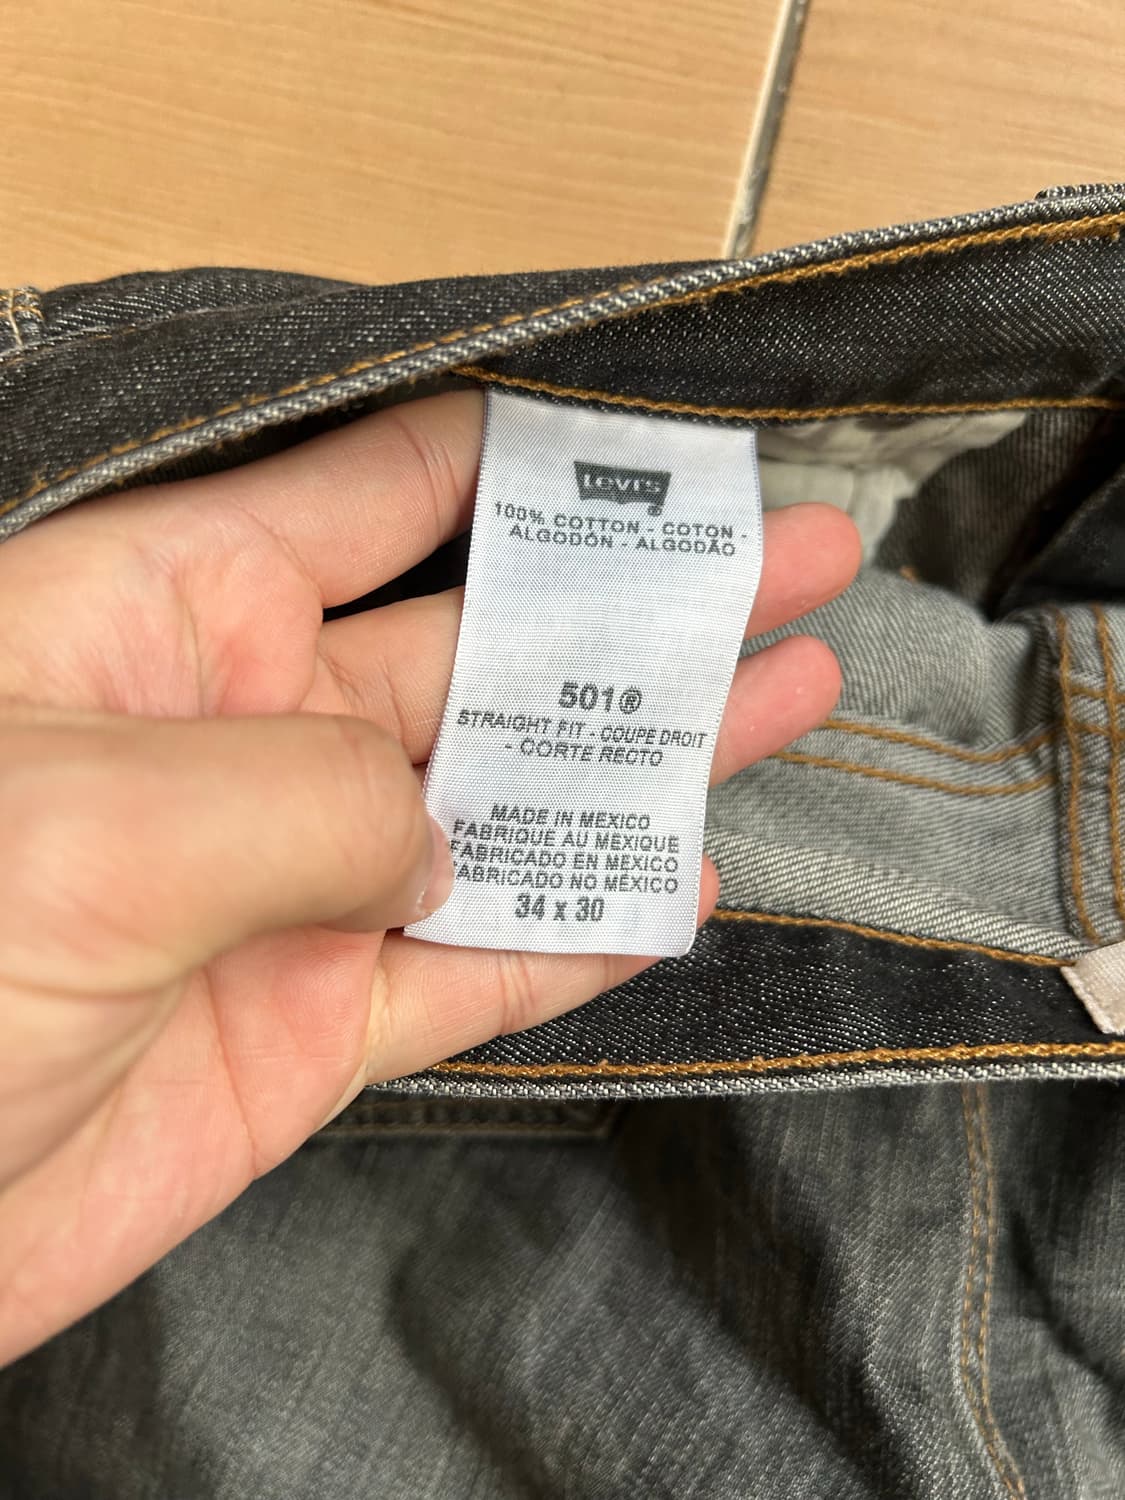 Levi's
®
100% COTTON - COTON -
ALGODÓN - ALGODÃO
501®
STRAIGHT FIT - COUPE DROIT
- CORTE RECTO
MADE IN MEXICO
FABRIQUE AU MEXIQUE
FABRICADO EN MEXICO
FABRICADO NO MÉXICO
34 x 30